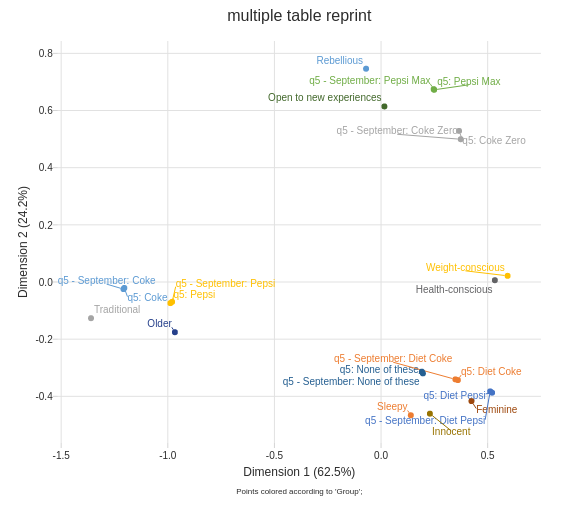 multiple table reprint
0.8
Rebellious
q5 - September: Pepsi Max
q5: Pepsi Max
Open to new experiences
0.6
q5 - September: Coke Zero
q5: Coke Zero
0.4
0.2
Dimension 2 (24.2%)
Weight-conscious
q5 - September: Coke
q5 - September: Pepsi
0.0
Health-conscious
q5: Coke
q5: Pepsi
Traditional
Older
-0.2
q5 - September: Diet Coke
q5: None of these
q5: Diet Coke
q5 - September: None of these
-0.4
q5: Diet Pepsi
Sleepy
Feminine
q5 - September: Diet Pepsi
Innocent
-1.5
-1.0
-0.5
0.0
0.5
Dimension 1 (62.5%)
Points colored according to 'Group';